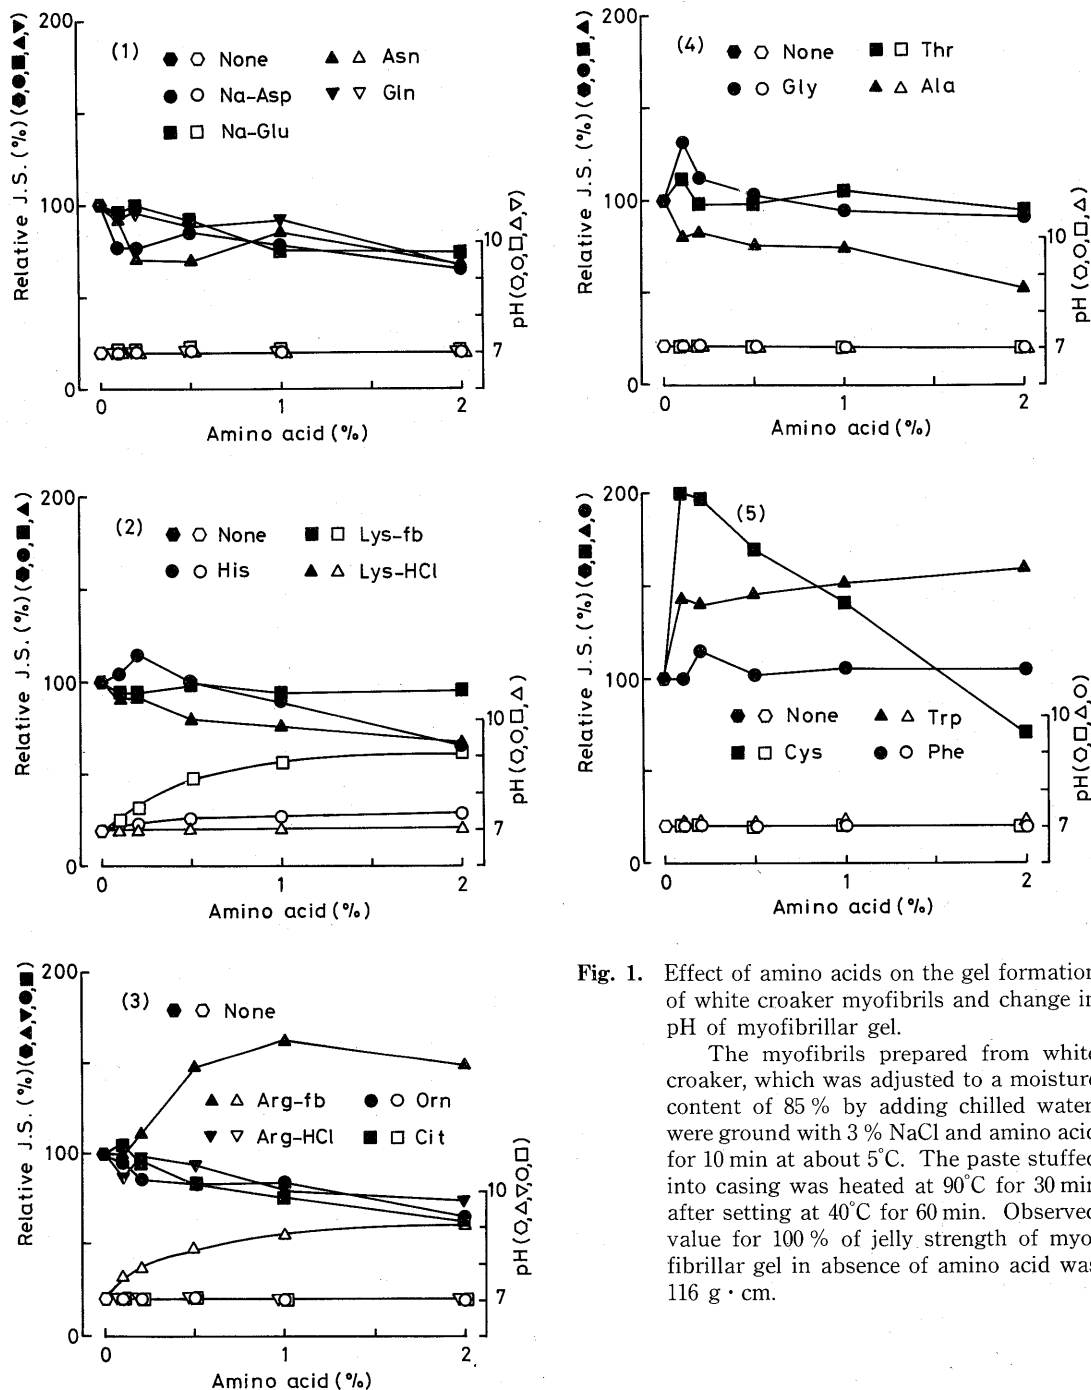 200
(1)
None
Na-Asp
Na-Glu
Asn
Gln
100
0
Relative J.S. (%) (⬢,●,■,▲,▼)
10
7
pH (⬡,○,□,△,▽)
0 1 2
Amino acid (%)
200
(4)
None
Gly
Thr
Ala
100
0
Relative J.S. (%) (⬢,●,■,▲)
10
7
pH (⬡,○,□,△)
0 1 2
Amino acid (%)
200
(2)
None
His
Lys-fb
Lys-HCl
100
0
Relative J.S. (%) (⬢,●,■,▲)
10
7
pH (⬡,○,□,△)
0 1 2
Amino acid (%)
200
(5)
100
None
Cys
Trp
Phe
0
Relative J.S. (%) (⬢,■,▲,●)
10
7
pH (⬡,□,△,○)
0 1 2
Amino acid (%)
200
(3)
None
Arg-fb
Arg-HCl
Orn
Cit
100
0
Relative J.S. (%) (⬢,▲,▼,●,■)
10
7
pH (⬡,△,▽,○,□)
0 1 2
Amino acid (%)
Fig. 1. Effect of amino acids on the gel formation
of white croaker myofibrils and change in
pH of myofibrillar gel.
The myofibrils prepared from white
croaker, which was adjusted to a moisture
content of 85 % by adding chilled water
were ground with 3 % NaCl and amino acid
for 10 min at about 5°C. The paste stuffed
into casing was heated at 90°C for 30 min
after setting at 40°C for 60 min. Observed
value for 100 % of jelly strength of myo
fibrillar gel in absence of amino acid was
116 g · cm.